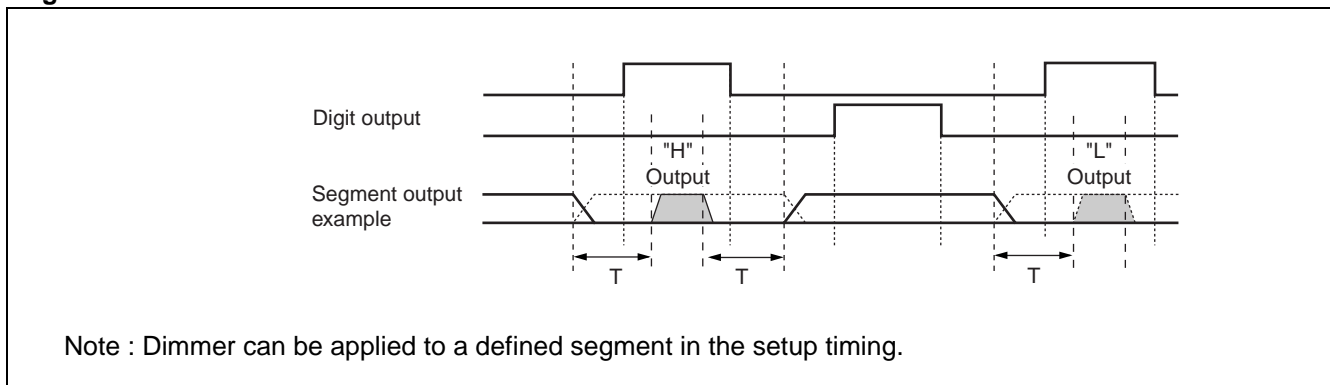 Digit output
"H"
Output
"L"
Output
Segment output
example
T
T
T
Note : Dimmer can be applied to a defined segment in the setup timing.